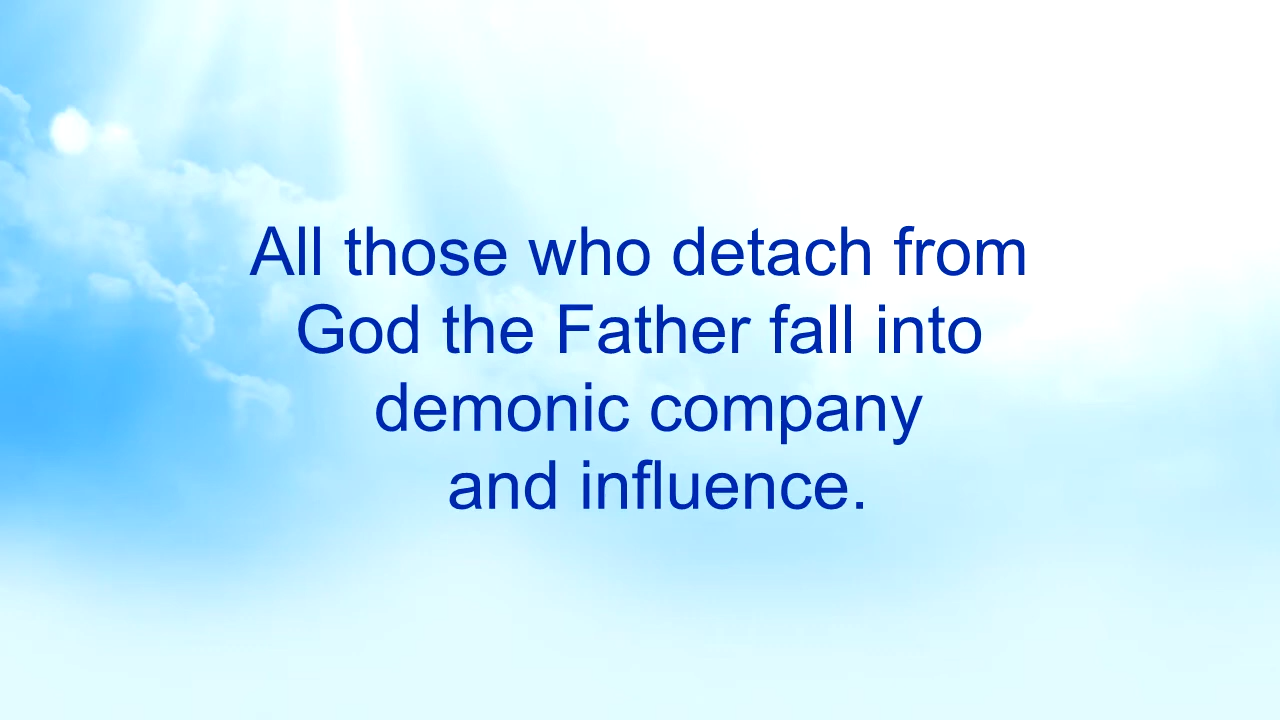 All those who detach from
God the Father fall into
demonic company
and influence.